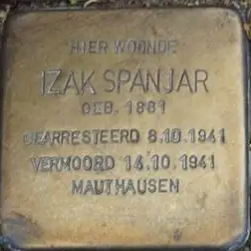 HIER WOONDE
IZAK SPANJAR
GEB. 1881
GEARRESTEERD 8.10.1941
VERMOORD 14.10.1941
MAUTHAUSEN